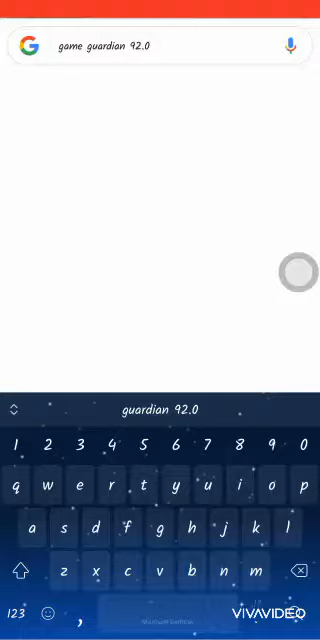 game guardian 92.0
guardian 92.0
1 2 3 4 5 6 7 8 9 0
q w e r t y u i o p
a s d f g h j k l
z x c v b n m
123 , VIVAVIDEO